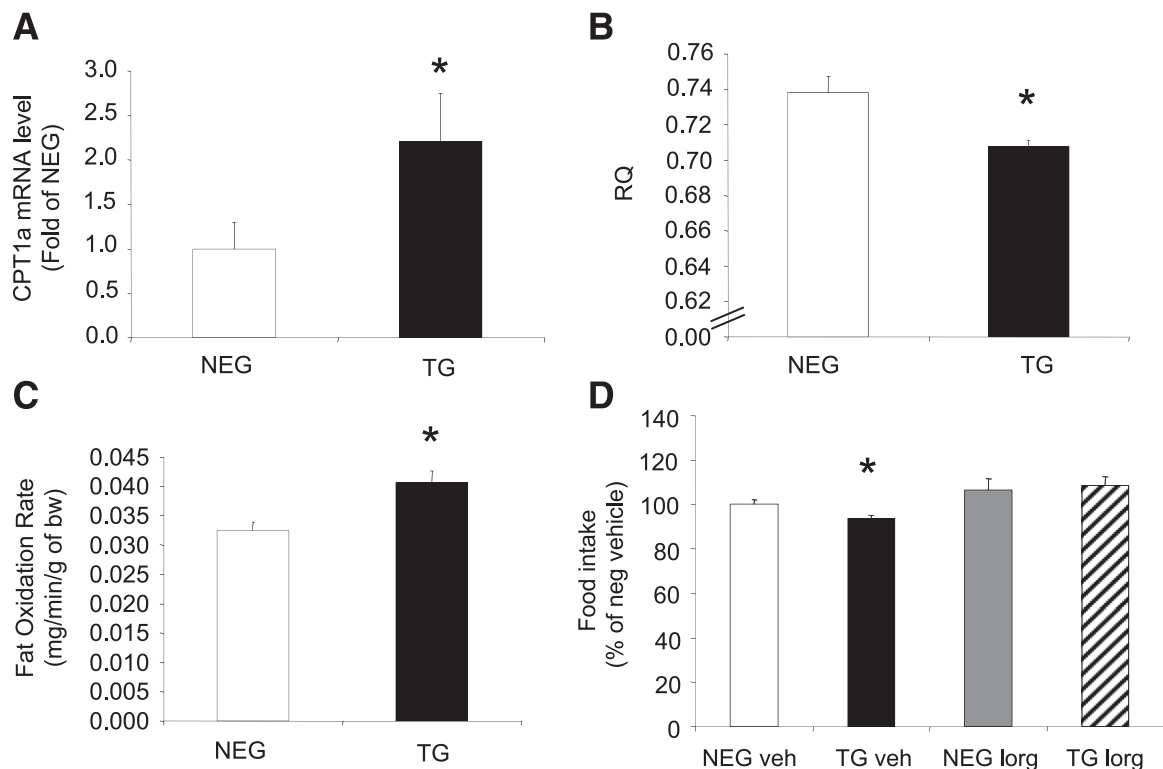 A
CPT1a mRNA level
(Fold of NEG)
3.0
2.5
2.0
1.5
1.0
0.5
0.0
*
NEG
TG
B
RQ
0.76
0.74
0.72
0.70
0.68
0.66
0.64
0.62
0.00
*
NEG
TG
C
Fat Oxidation Rate
(mg/min/g of bw)
0.045
0.040
0.035
0.030
0.025
0.020
0.015
0.010
0.005
0.000
*
NEG
TG
D
Food intake
(% of neg vehicle)
140
120
100
80
60
40
20
0
*
NEG veh
TG veh
NEG lorg
TG lorg